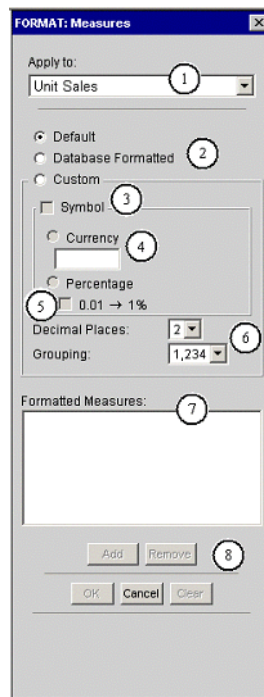 FORMAT: Measures
Apply to:
1
Unit Sales
Default
2
Database Formatted
Custom
3
Symbol
Currency
4
Percentage
5
0.01 → 1%
Decimal Places: 2
6
Grouping: 1,234
Formatted Measures:
7
Add Remove 8
OK Cancel Clear